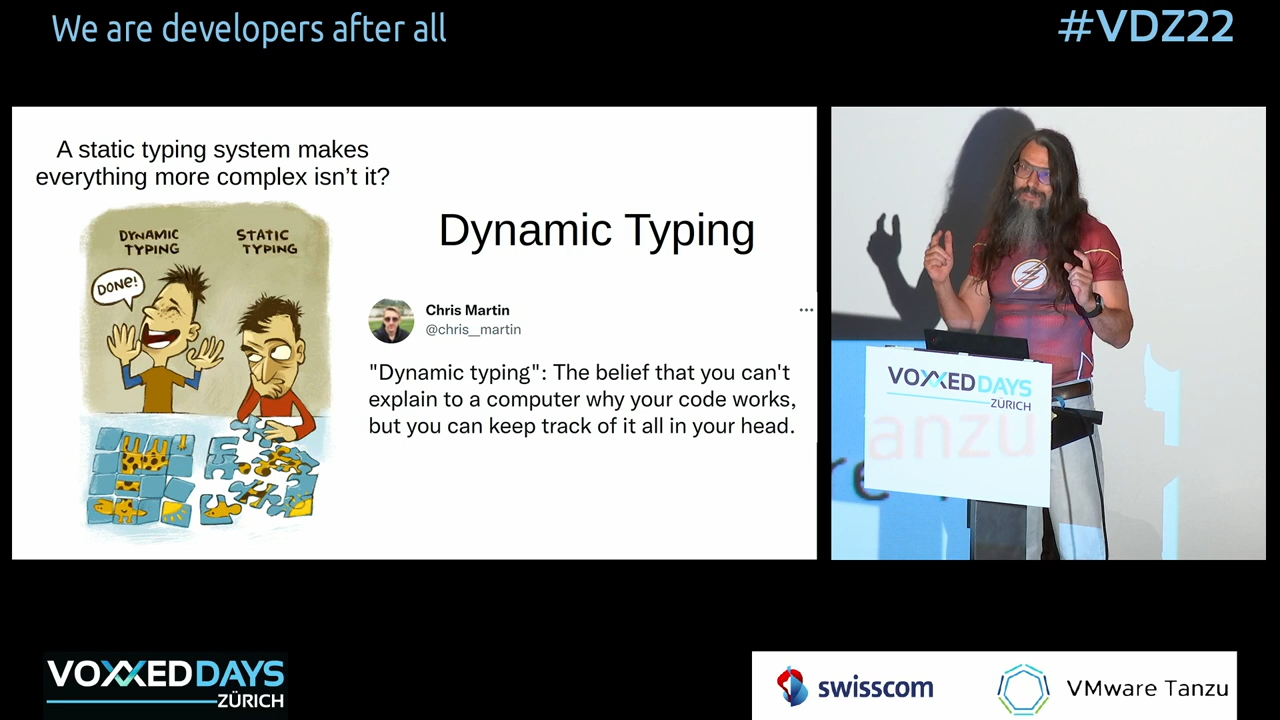 We are developers after all
#VDZ22
A static typing system makes
everything more complex isn't it?
DYNAMIC
TYPING
STATIC
TYPING
DONE!
Dynamic Typing
Chris Martin
@chris__martin
"Dynamic typing": The belief that you can't
explain to a computer why your code works,
but you can keep track of it all in your head.
VOXXED DAYS
ZÜRICH
anzu
VOXXED DAYS
ZÜRICH
swisscom
VMware Tanzu